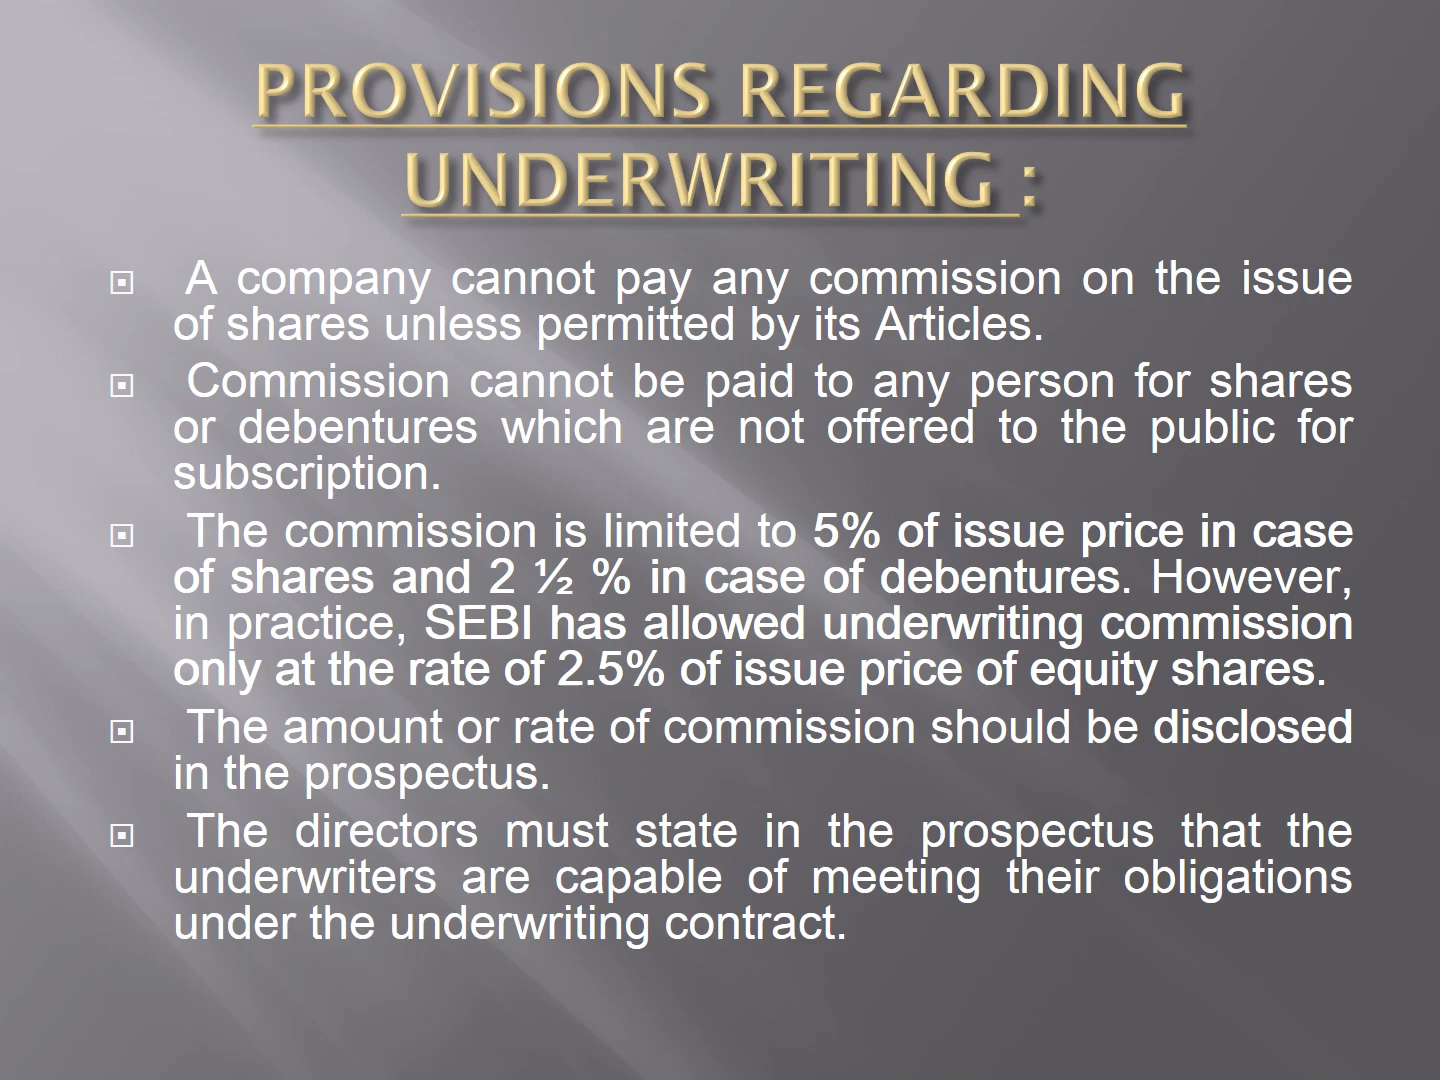 PROVISIONS REGARDING
UNDERWRITING :
A company cannot pay any commission on the issue
of shares unless permitted by its Articles.
Commission cannot be paid to any person for shares
or debentures which are not offered to the public for
subscription.
The commission is limited to 5% of issue price in case
of shares and 2 ½ % in case of debentures. However,
in practice, SEBI has allowed underwriting commission
only at the rate of 2.5% of issue price of equity shares.
The amount or rate of commission should be disclosed
in the prospectus.
The directors must state in the prospectus that the
underwriters are capable of meeting their obligations
under the underwriting contract.